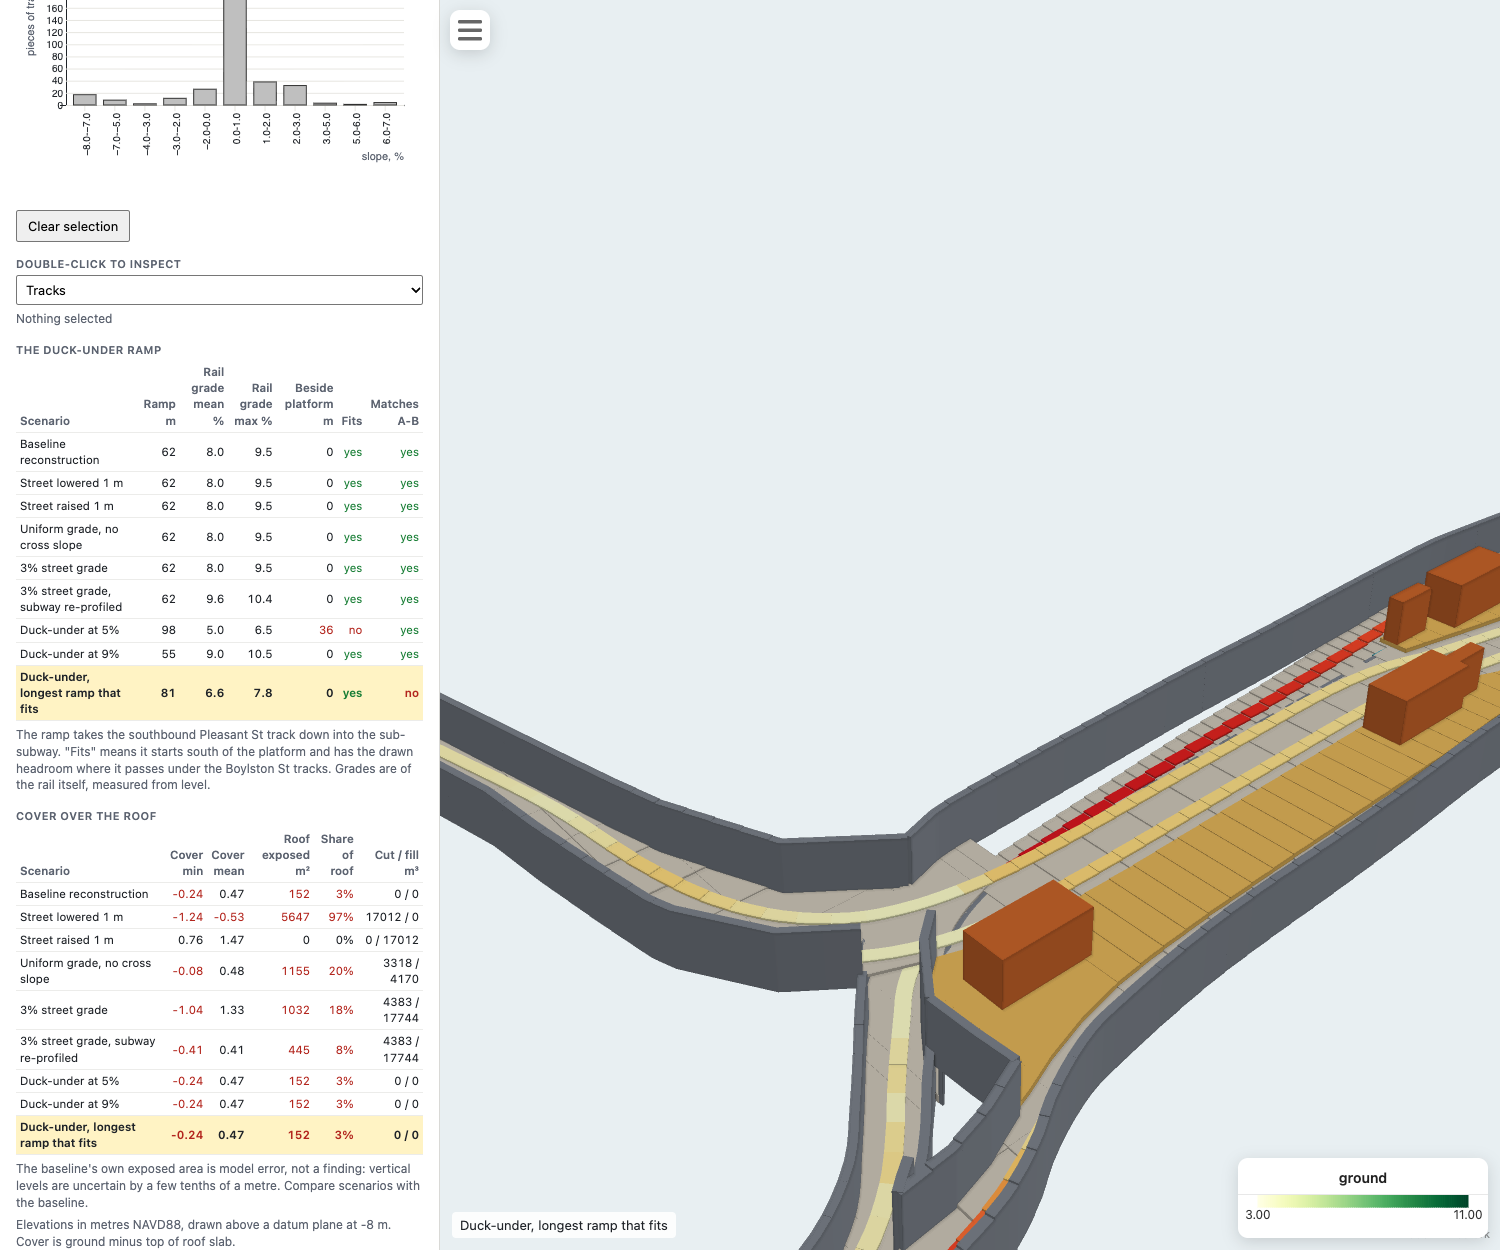 160
140
120
100
80
60
40
20
0
pieces of tra
−8.0–−7.0
−7.0–−5.0
−4.0–−3.0
−3.0–−2.0
−2.0–0.0
0.0-1.0
1.0-2.0
2.0-3.0
3.0-5.0
5.0-6.0
6.0-7.0
slope, %
Clear selection
DOUBLE-CLICK TO INSPECT
Tracks
Nothing selected
THE DUCK-UNDER RAMP
Scenario Ramp m Rail grade mean % Rail grade max % Beside platform m Fits Matches A-B
Baseline reconstruction 62 8.0 9.5 0 yes yes
Street lowered 1 m 62 8.0 9.5 0 yes yes
Street raised 1 m 62 8.0 9.5 0 yes yes
Uniform grade, no cross slope 62 8.0 9.5 0 yes yes
3% street grade 62 8.0 9.5 0 yes yes
3% street grade, subway re-profiled 62 9.6 10.4 0 yes yes
Duck-under at 5% 98 5.0 6.5 36 no yes
Duck-under at 9% 55 9.0 10.5 0 yes yes
Duck-under, longest ramp that fits 81 6.6 7.8 0 yes no
The ramp takes the southbound Pleasant St track down into the sub-
subway. "Fits" means it starts south of the platform and has the drawn
headroom where it passes under the Boylston St tracks. Grades are of
the rail itself, measured from level.
COVER OVER THE ROOF
Scenario Cover min Cover mean Roof exposed m² Share of roof Cut / fill m³
Baseline reconstruction -0.24 0.47 152 3% 0 / 0
Street lowered 1 m -1.24 -0.53 5647 97% 17012 / 0
Street raised 1 m 0.76 1.47 0 0% 0 / 17012
Uniform grade, no cross slope -0.08 0.48 1155 20% 3318 / 4170
3% street grade -1.04 1.33 1032 18% 4383 / 17744
3% street grade, subway re-profiled -0.41 0.41 445 8% 4383 / 17744
Duck-under at 5% -0.24 0.47 152 3% 0 / 0
Duck-under at 9% -0.24 0.47 152 3% 0 / 0
Duck-under, longest ramp that fits -0.24 0.47 152 3% 0 / 0
The baseline's own exposed area is model error, not a finding: vertical
levels are uncertain by a few tenths of a metre. Compare scenarios with
the baseline.
Elevations in metres NAVD88, drawn above a datum plane at -8 m.
Cover is ground minus top of roof slab.
Duck-under, longest ramp that fits
ground
3.00 11.00